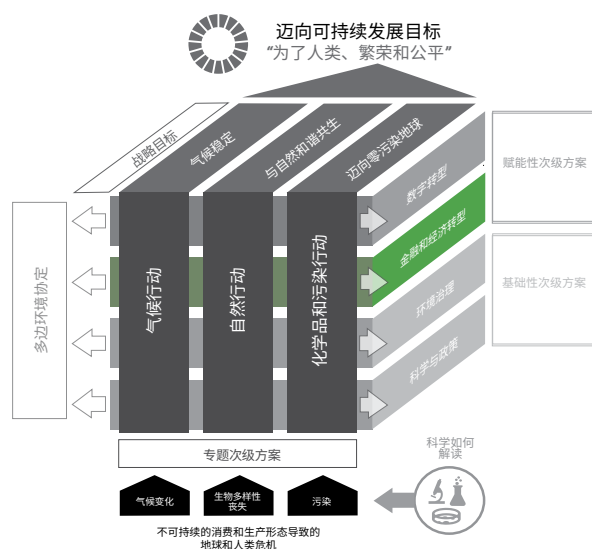 迈向可持续发展目标
“为了人类、繁荣和公平”
战略目标
气候稳定
与自然和谐共生
迈向零污染地球
数字转型
金融和经济转型
环境治理
科学与政策
赋能性次级方案
基础性次级方案
多边环境协定
气候行动
自然行动
化学品和污染行动
专题次级方案
气候变化
生物多样性
丧失
污染
科学如何
解读
不可持续的消费和生产形态导致的
地球和人类危机